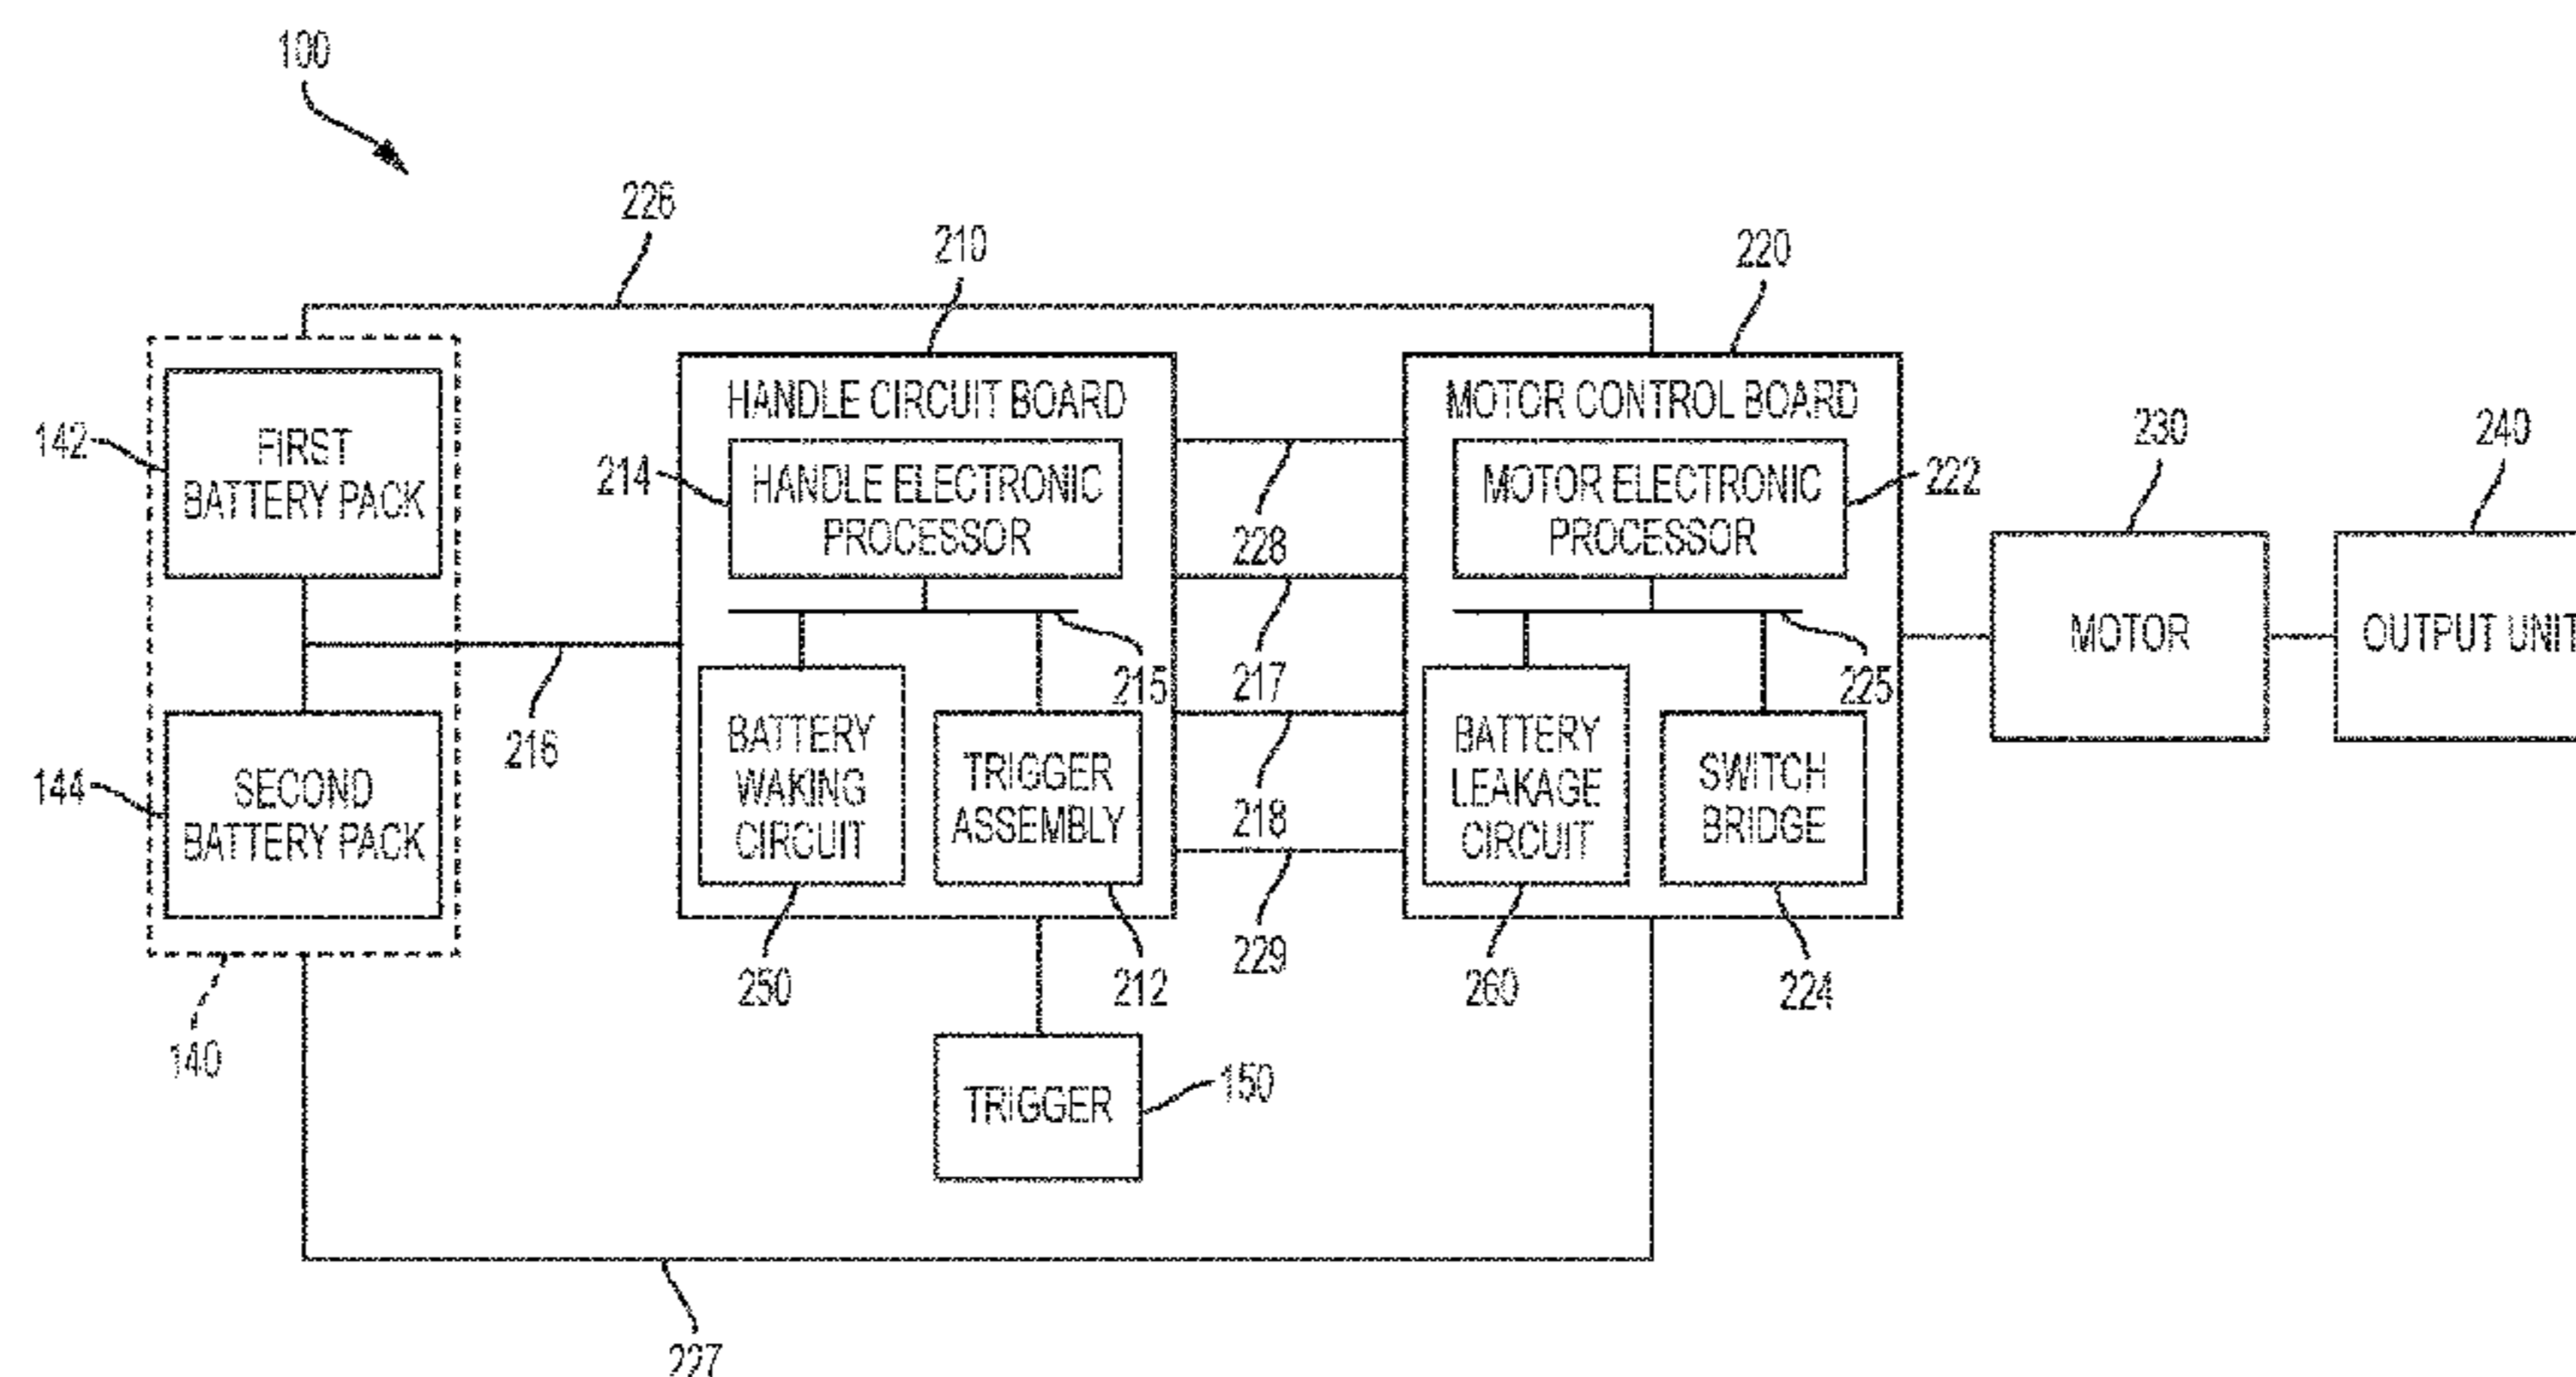 100
226
210
220
HANDLE CIRCUIT BOARD
MOTOR CONTROL BOARD
142
FIRST
BATTERY PACK
214
HANDLE ELECTRONIC
PROCESSOR
228
MOTOR ELECTRONIC
PROCESSOR
222
230
240
MOTOR
OUTPUT UNIT
216
215
217
225
144
SECOND
BATTERY PACK
BATTERY
WAKING
CIRCUIT
TRIGGER
ASSEMBLY
218
BATTERY
LEAKAGE
CIRCUIT
SWITCH
BRIDGE
229
250
212
260
224
140
TRIGGER
150
227